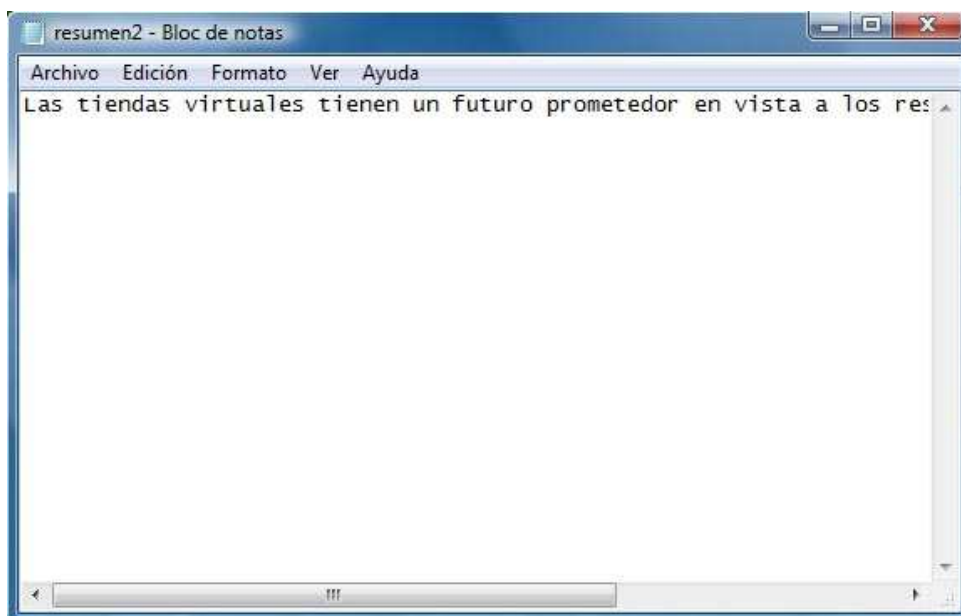 resumen2 - Bloc de notas
Archivo Edición Formato Ver Ayuda
Las tiendas virtuales tienen un futuro prometedor en vista a los